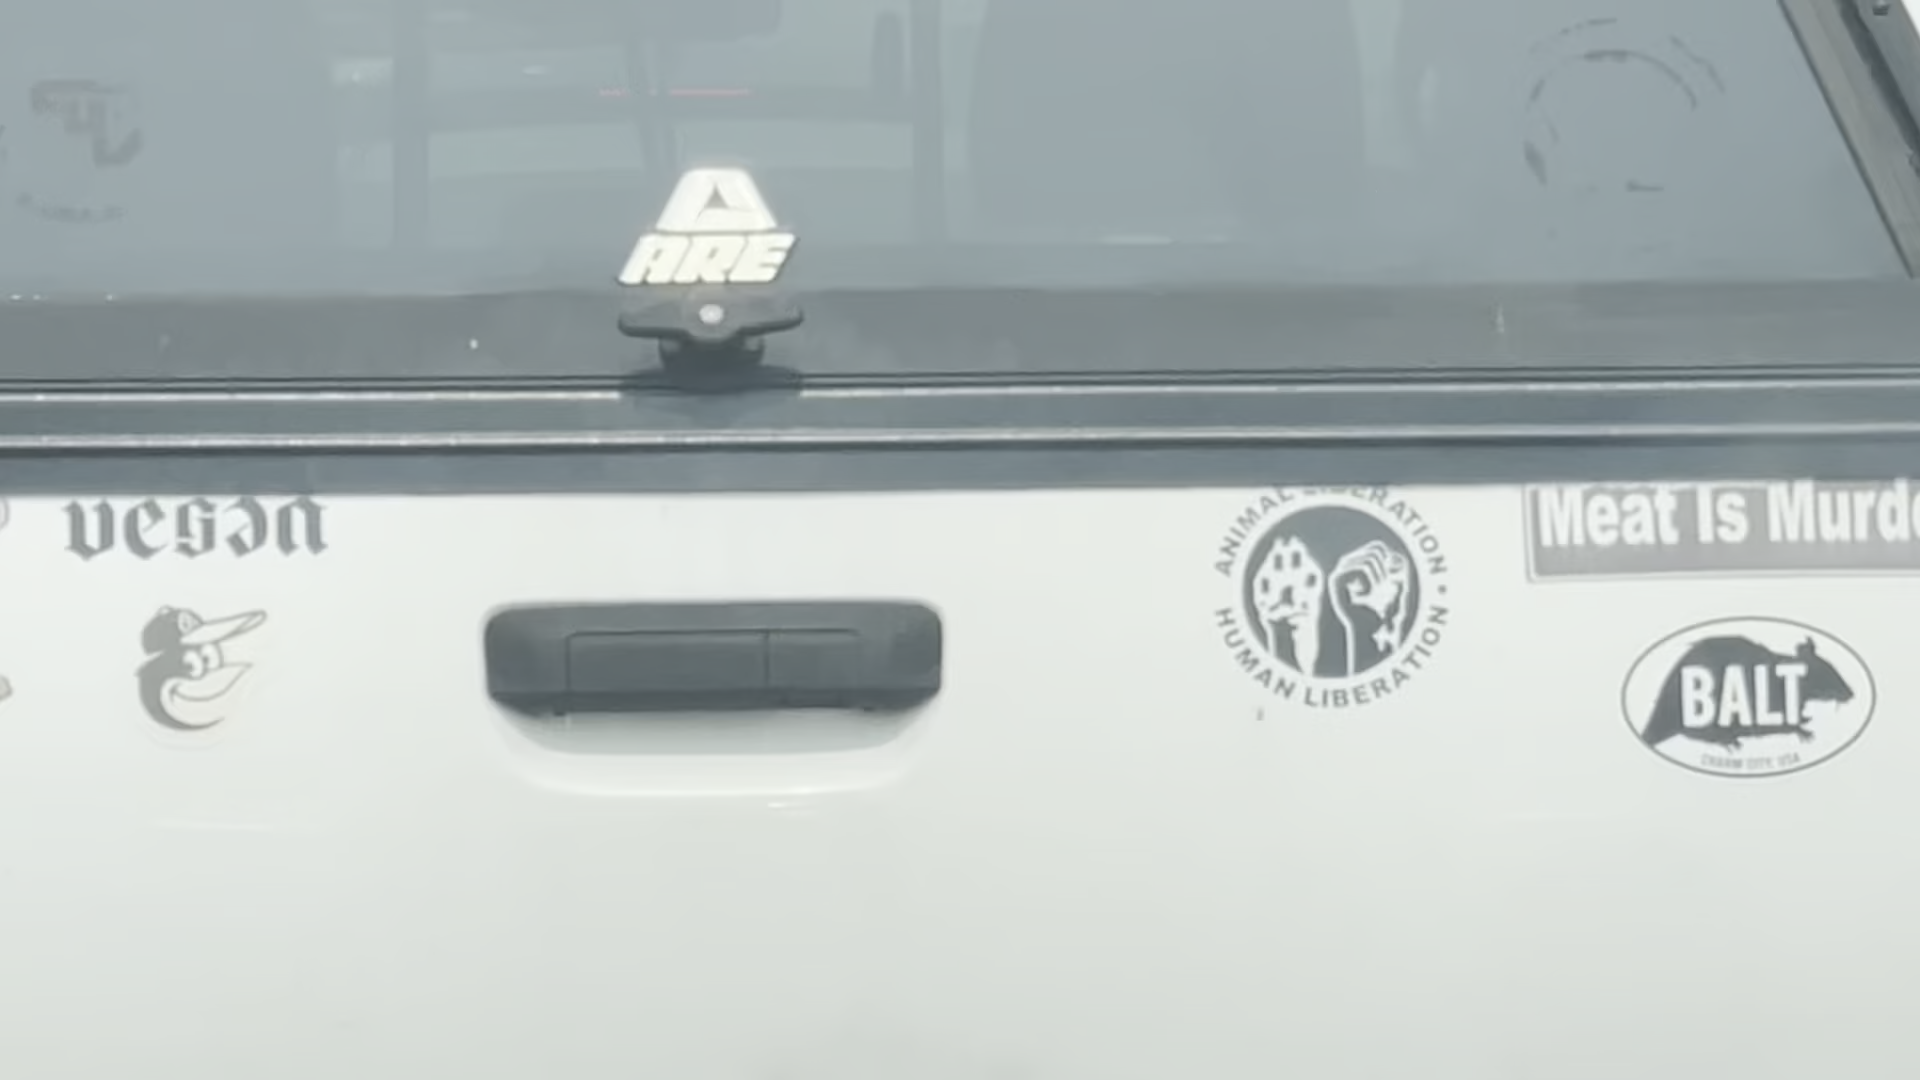 ARE
vegan
ANIMAL LIBERATION • HUMAN LIBERATION •
Meat Is Murde
BALT
CHARM CITY, USA